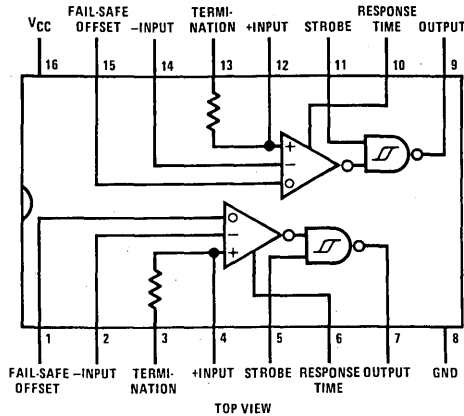 VCC
FAIL-SAFE
OFFSET
–INPUT
TERMI-
NATION
+INPUT
STROBE
RESPONSE
TIME
OUTPUT
16 15 14 13 12 11 10 9
+
–
+
–
1 2 3 4 5 6 7 8
FAIL-SAFE
OFFSET
–INPUT
TERMI-
NATION
+INPUT
STROBE
RESPONSE
TIME
OUTPUT
GND
TOP VIEW